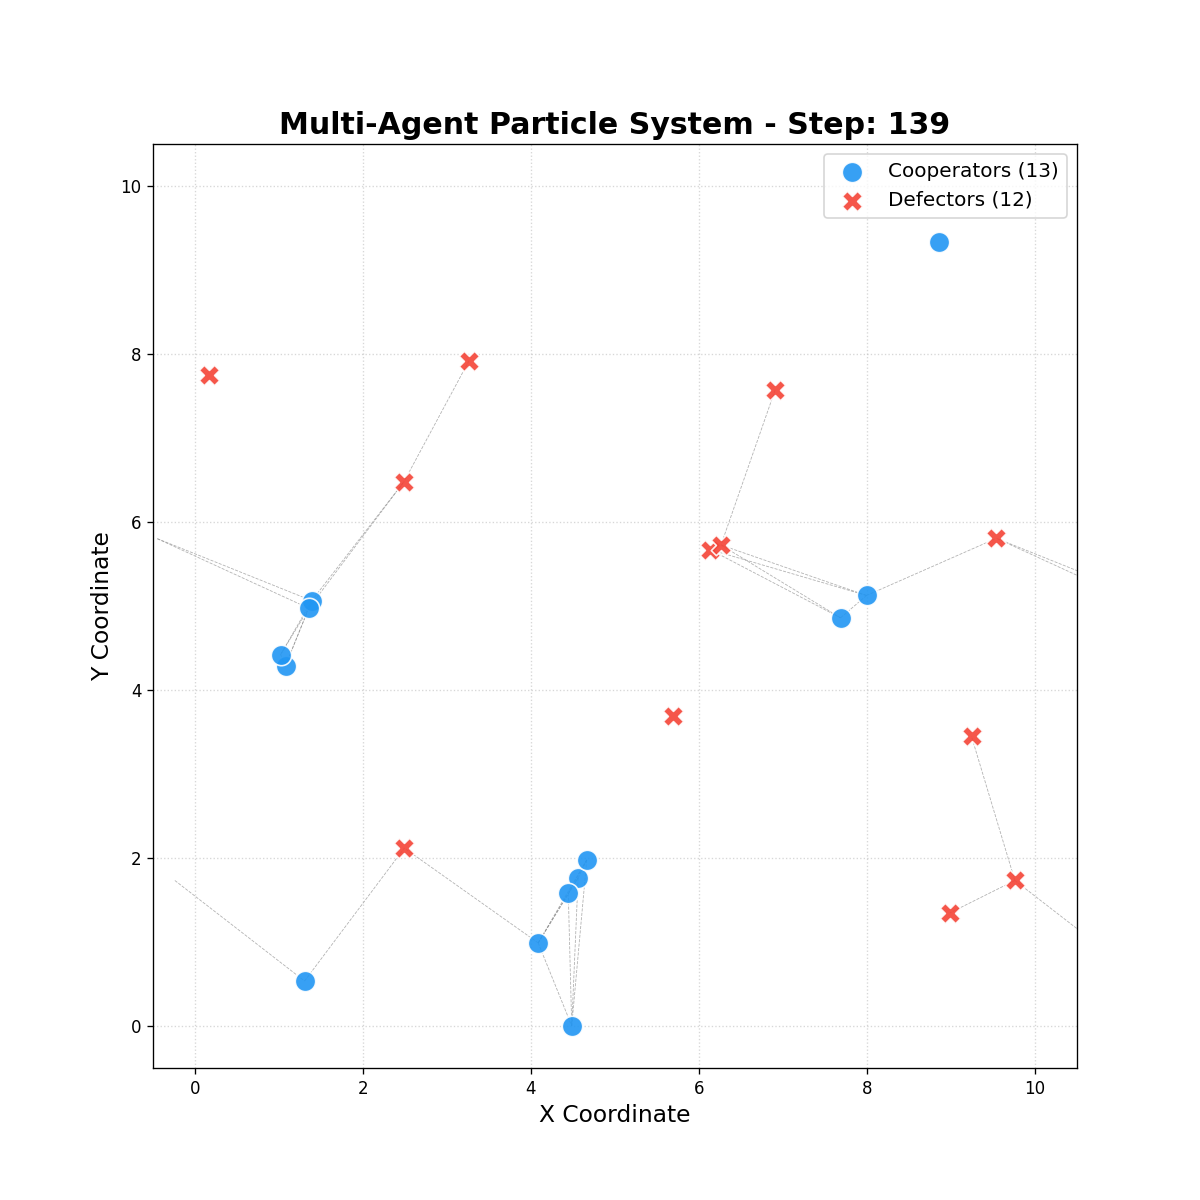 Multi-Agent Particle System - Step: 139
Cooperators (13)
Defectors (12)
Y Coordinate
10
8
6
4
2
0
0 2 4 6 8 10
X Coordinate